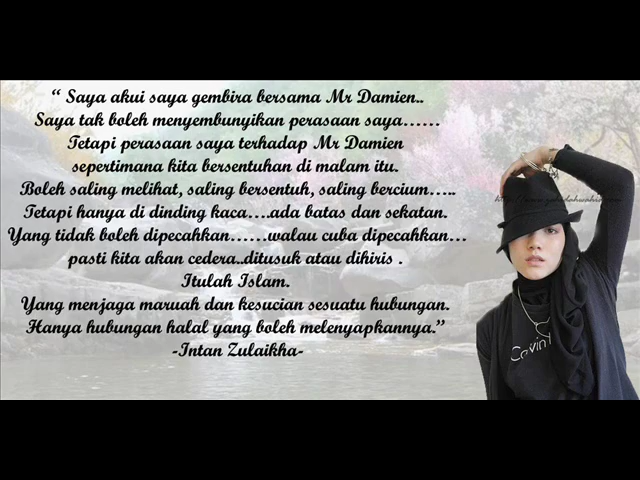 “ Saya akui saya gembira bersama Mr Damien..
Saya tak boleh menyembunyikan perasaan saya……
Tetapi perasaan saya terhadap Mr Damien
sepertimana kita bersentuhan di malam itu.
Boleh saling melihat, saling bersentuh, saling bercium…..
Tetapi hanya di dinding kaca….ada batas dan sekatan.
Yang tidak boleh dipecahkan……walau cuba dipecahkan…
pasti kita akan cedera..ditusuk atau dihiris .
Itulah Islam.
Yang menjaga maruah dan kesucian sesuatu hubungan.
Hanya hubungan halal yang boleh melenyapkannya.”
-Intan Zulaikha-